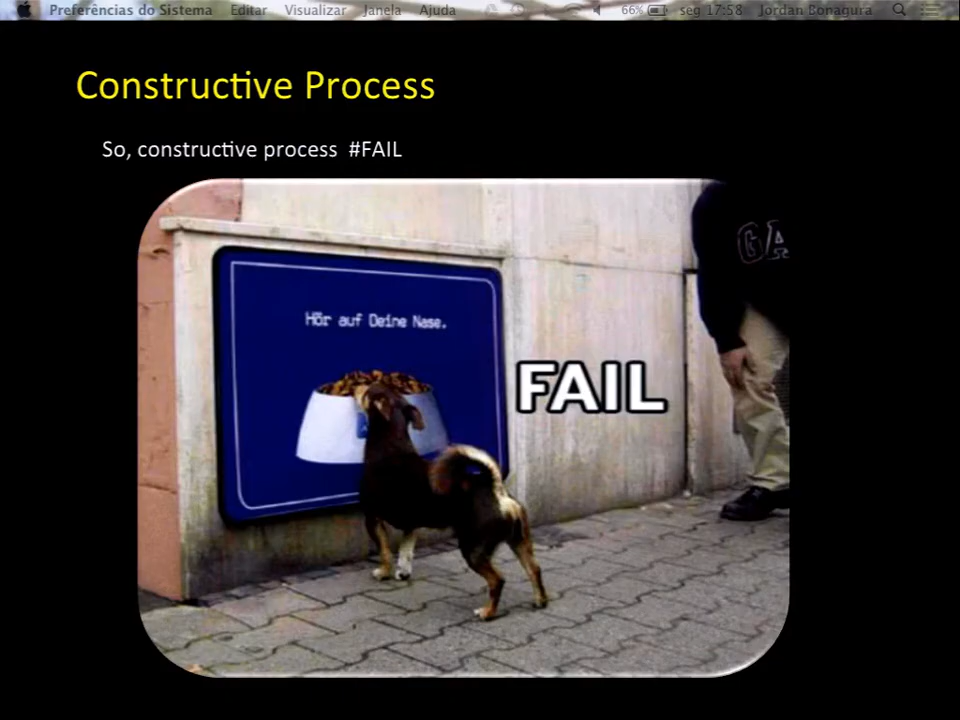 Preferências do Sistema Editar Visualizar Janela Ajuda 66% seg 17:58 Jordan Bonagura
Constructive Process
So, constructive process #FAIL
Hör auf Deine Nase.
FAIL
GA